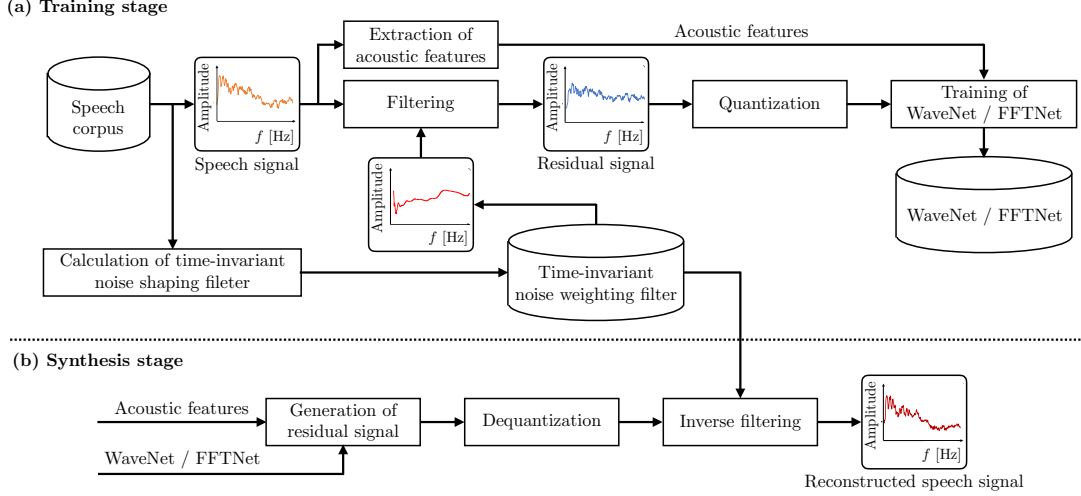 (a) Training stage
Extraction of
acoustic features
Acoustic features
Speech
corpus
Amplitude
f [Hz]
Speech signal
Filtering
Amplitude
f [Hz]
Residual signal
Quantization
Training of
WaveNet / FFTNet
Amplitude
f [Hz]
WaveNet / FFTNet
Calculation of time-invariant
noise shaping fileter
Time-invariant
noise weighting filter
(b) Synthesis stage
Acoustic features
WaveNet / FFTNet
Generation of
residual signal
Dequantization
Inverse filtering
Amplitude
f [Hz]
Reconstructed speech signal